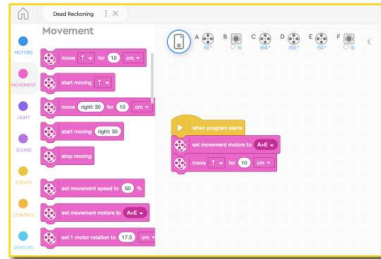 Dead Reckoning
Movement
MOTORS
MOVEMENT
LIGHT
SOUND
EVENTS
CONTROL
SENSORS
move ↑ for 10 cm
start moving ↑
move right: 30 for 10 cm
start moving right: 30
stop moving
set movement speed to 50 %
set movement motors to A+E
set 1 motor rotation to 17.5 cm
A
B
C
D
E
F
when program starts
set movement motors to A+E
move ↑ for 10 cm